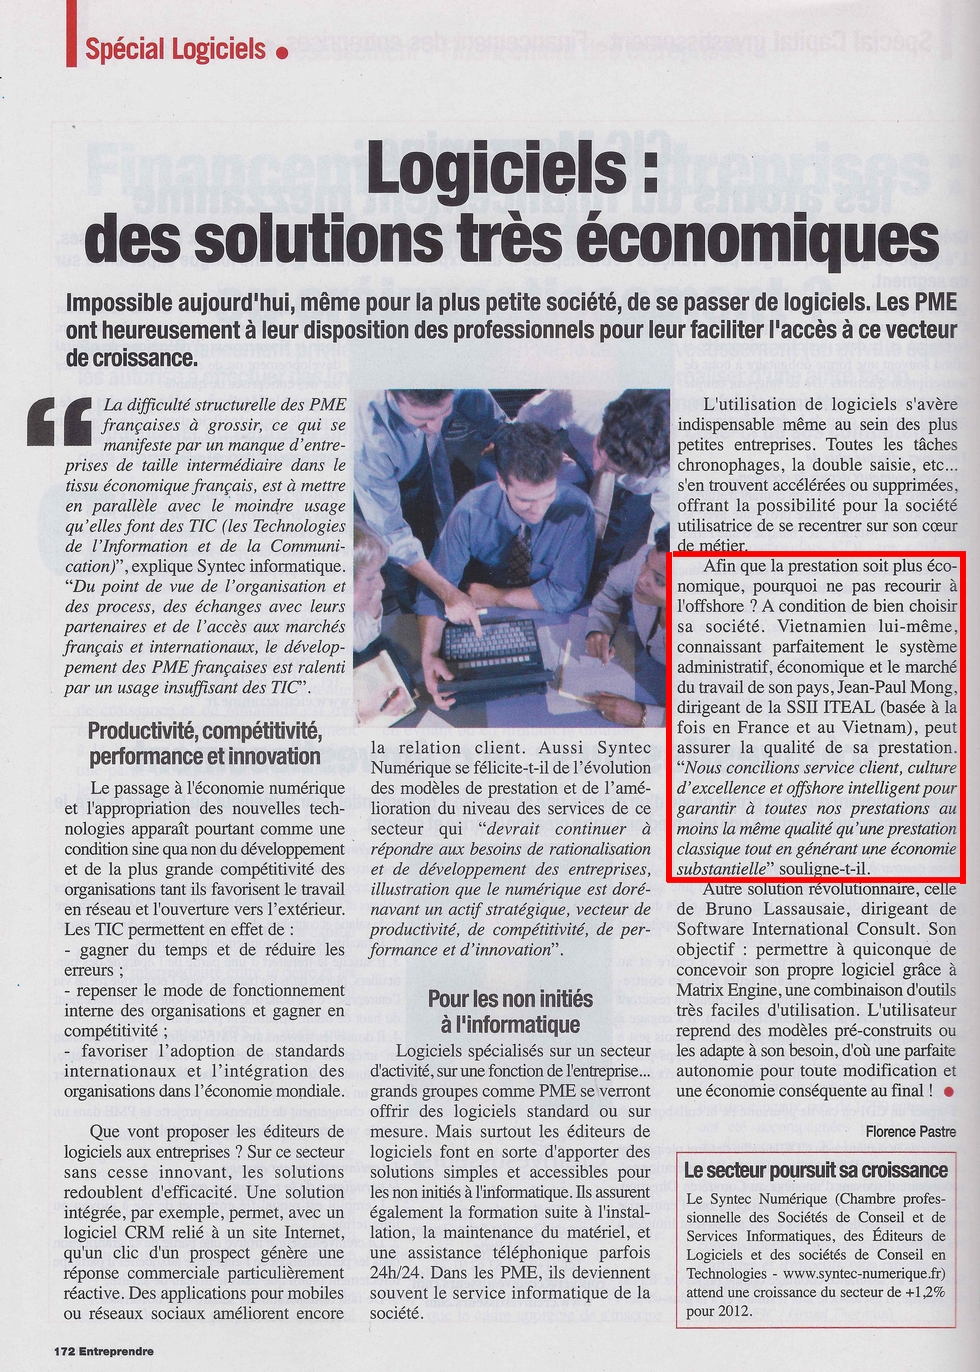 Spécial Logiciels
Logiciels :
des solutions très économiques
Impossible aujourd'hui, même pour la plus petite société, de se passer de logiciels. Les PME
ont heureusement à leur disposition des professionnels pour leur faciliter l'accès à ce vecteur
de croissance.
“
La difficulté structurelle des PME
françaises à grossir, ce qui se
manifeste par un manque d'entre-
prises de taille intermédiaire dans le
tissu économique français, est à mettre
en parallèle avec le moindre usage
qu'elles font des TIC (les Technologies
de l'Information et de la Communi-
cation)”, explique Syntec informatique.
“Du point de vue de l'organisation et
des process, des échanges avec leurs
partenaires et de l'accès aux marchés
français et internationaux, le dévelop-
pement des PME françaises est ralenti
par un usage insuffisant des TIC”.
Productivité, compétitivité,
performance et innovation
Le passage à l'économie numérique
et l'appropriation des nouvelles tech-
nologies apparaît pourtant comme une
condition sine qua non du développement
et de la plus grande compétitivité des
organisations tant ils favorisent le travail
en réseau et l'ouverture vers l'extérieur.
Les TIC permettent en effet de :
- gagner du temps et de réduire les
erreurs ;
- repenser le mode de fonctionnement
interne des organisations et gagner en
compétitivité ;
- favoriser l'adoption de standards
internationaux et l'intégration des
organisations dans l'économie mondiale.
Que vont proposer les éditeurs de
logiciels aux entreprises ? Sur ce secteur
sans cesse innovant, les solutions
redoublent d'efficacité. Une solution
intégrée, par exemple, permet, avec un
logiciel CRM relié à un site Internet,
qu'un clic d'un prospect génère une
réponse commerciale particulièrement
réactive. Des applications pour mobiles
ou réseaux sociaux améliorent encore
la relation client. Aussi Syntec
Numérique se félicite-t-il de l'évolution
des modèles de prestation et de l'amé-
lioration du niveau des services de ce
secteur qui “devrait continuer à
répondre aux besoins de rationalisation
et de développement des entreprises,
illustration que le numérique est doré-
navant un actif stratégique, vecteur de
productivité, de compétitivité, de per-
formance et d'innovation”.
Pour les non initiés
à l'informatique
Logiciels spécialisés sur un secteur
d'activité, sur une fonction de l'entreprise...
grands groupes comme PME se verront
offrir des logiciels standard ou sur
mesure. Mais surtout les éditeurs de
logiciels font en sorte d'apporter des
solutions simples et accessibles pour
les non initiés à l'informatique. Ils assurent
également la formation suite à l'instal-
lation, la maintenance du matériel, et
une assistance téléphonique parfois
24h/24. Dans les PME, ils deviennent
souvent le service informatique de la
société.
L'utilisation de logiciels s'avère
indispensable même au sein des plus
petites entreprises. Toutes les tâches
chronophages, la double saisie, etc...
s'en trouvent accélérées ou supprimées,
offrant la possibilité pour la société
utilisatrice de se recentrer sur son cœur
de métier.
Afin que la prestation soit plus éco-
nomique, pourquoi ne pas recourir à
l'offshore ? A condition de bien choisir
sa société. Vietnamien lui-même,
connaissant parfaitement le système
administratif, économique et le marché
du travail de son pays, Jean-Paul Mong,
dirigeant de la SSII ITEAL (basée à la
fois en France et au Vietnam), peut
assurer la qualité de sa prestation.
“Nous concilions service client, culture
d'excellence et offshore intelligent pour
garantir à toutes nos prestations au
moins la même qualité qu'une prestation
classique tout en générant une économie
substantielle” souligne-t-il.
Autre solution révolutionnaire, celle
de Bruno Lassausaie, dirigeant de
Software International Consult. Son
objectif : permettre à quiconque de
concevoir son propre logiciel grâce à
Matrix Engine, une combinaison d'outils
très faciles d'utilisation. L'utilisateur
reprend des modèles pré-construits ou
les adapte à son besoin, d'où une parfaite
autonomie pour toute modification et
une économie conséquente au final !
Florence Pastre
Le secteur poursuit sa croissance
Le Syntec Numérique (Chambre profes-
sionnelle des Sociétés de Conseil et de
Services Informatiques, des Éditeurs de
Logiciels et des sociétés de Conseil en
Technologies - www.syntec-numerique.fr)
attend une croissance du secteur de +1,2%
pour 2012.
172 Entreprendre